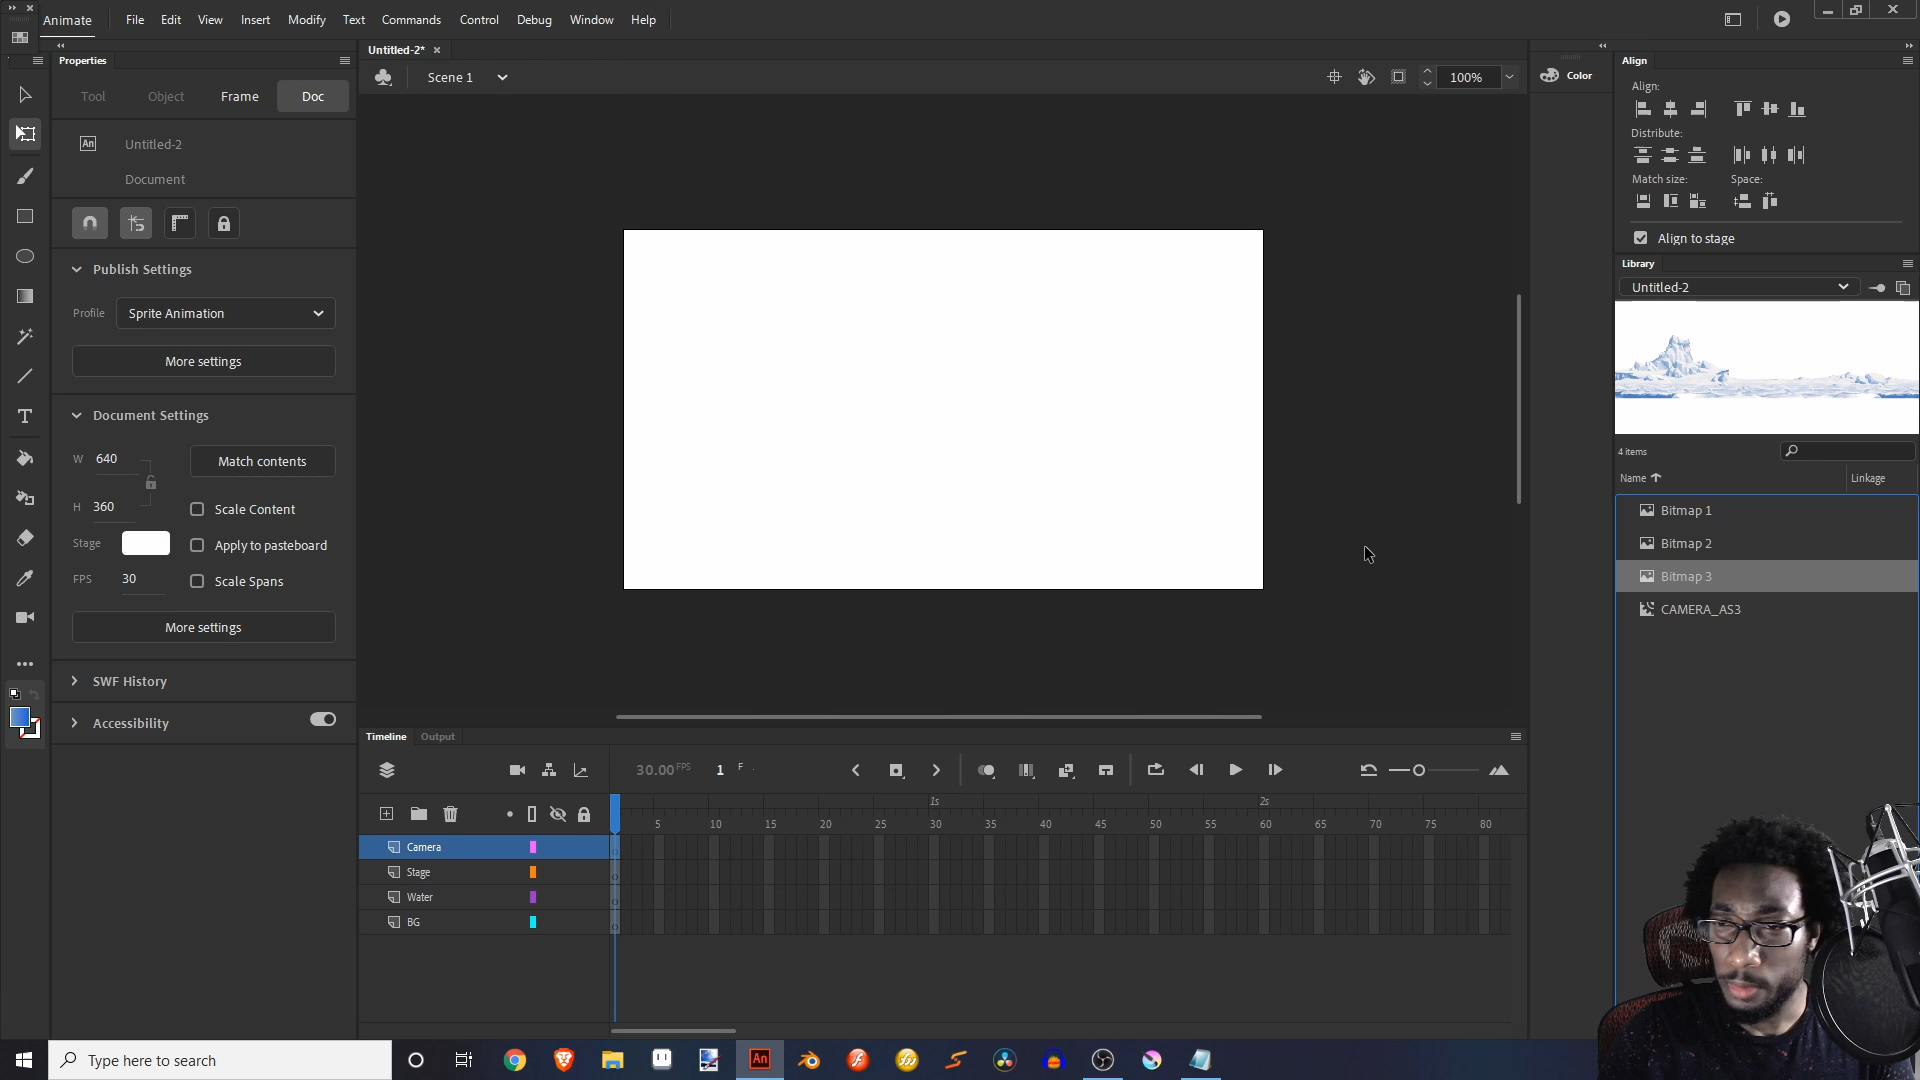 Animate
File
Edit
View
Insert
Modify
Text
Commands
Control
Debug
Window
Help
Properties
Tool
Object
Frame
Doc
An
Untitled-2
Document
Publish Settings
Profile
Sprite Animation
More settings
Document Settings
W 640
Match contents
H 360
Scale Content
Stage
Apply to pasteboard
FPS 30
Scale Spans
More settings
SWF History
Accessibility
Untitled-2*
Scene 1
100%
Timeline
Output
30.00 FPS
1 F
1s
2s
5 10 15 20 25 30 35 40 45 50 55 60 65 70 75 80
Camera
Stage
Water
BG
Color
Align
Align:
Distribute:
Match size:
Space:
Align to stage
Library
Untitled-2
4 items
Name
Linkage
Bitmap 1
Bitmap 2
Bitmap 3
CAMERA_AS3
Type here to search
An